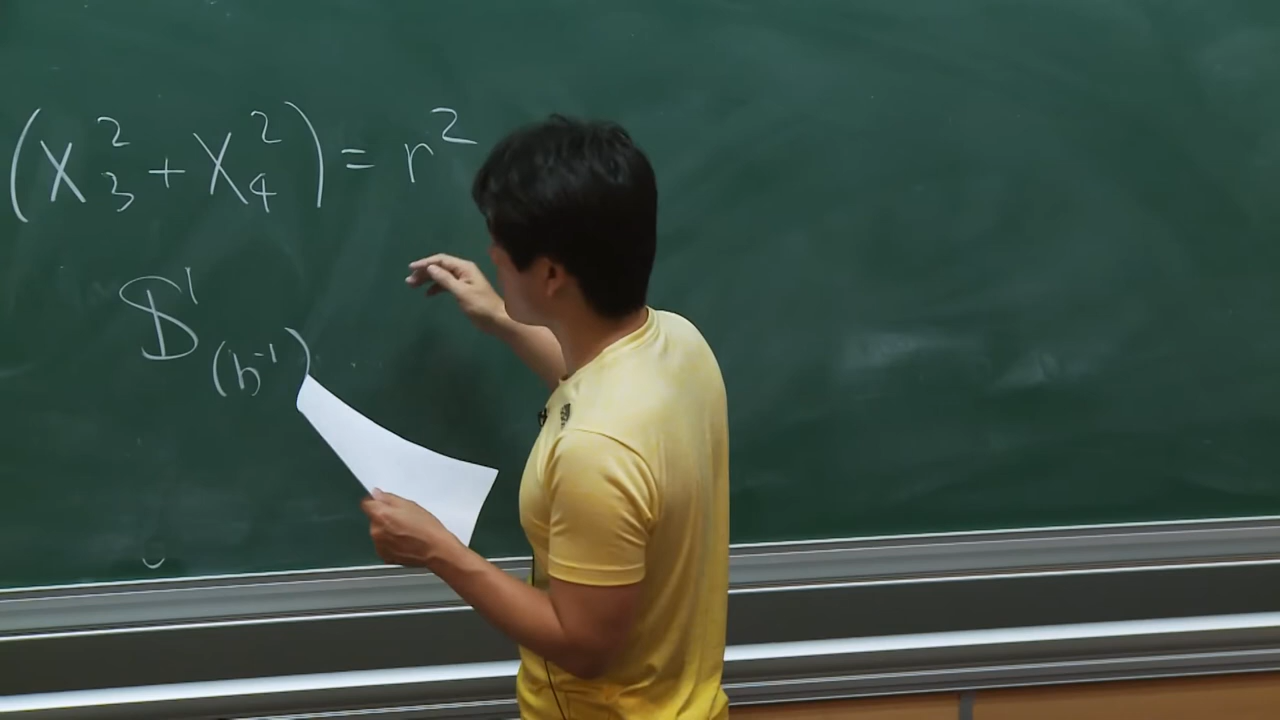 (x₃² + x₄²) = r²
S¹₍b⁻¹₎